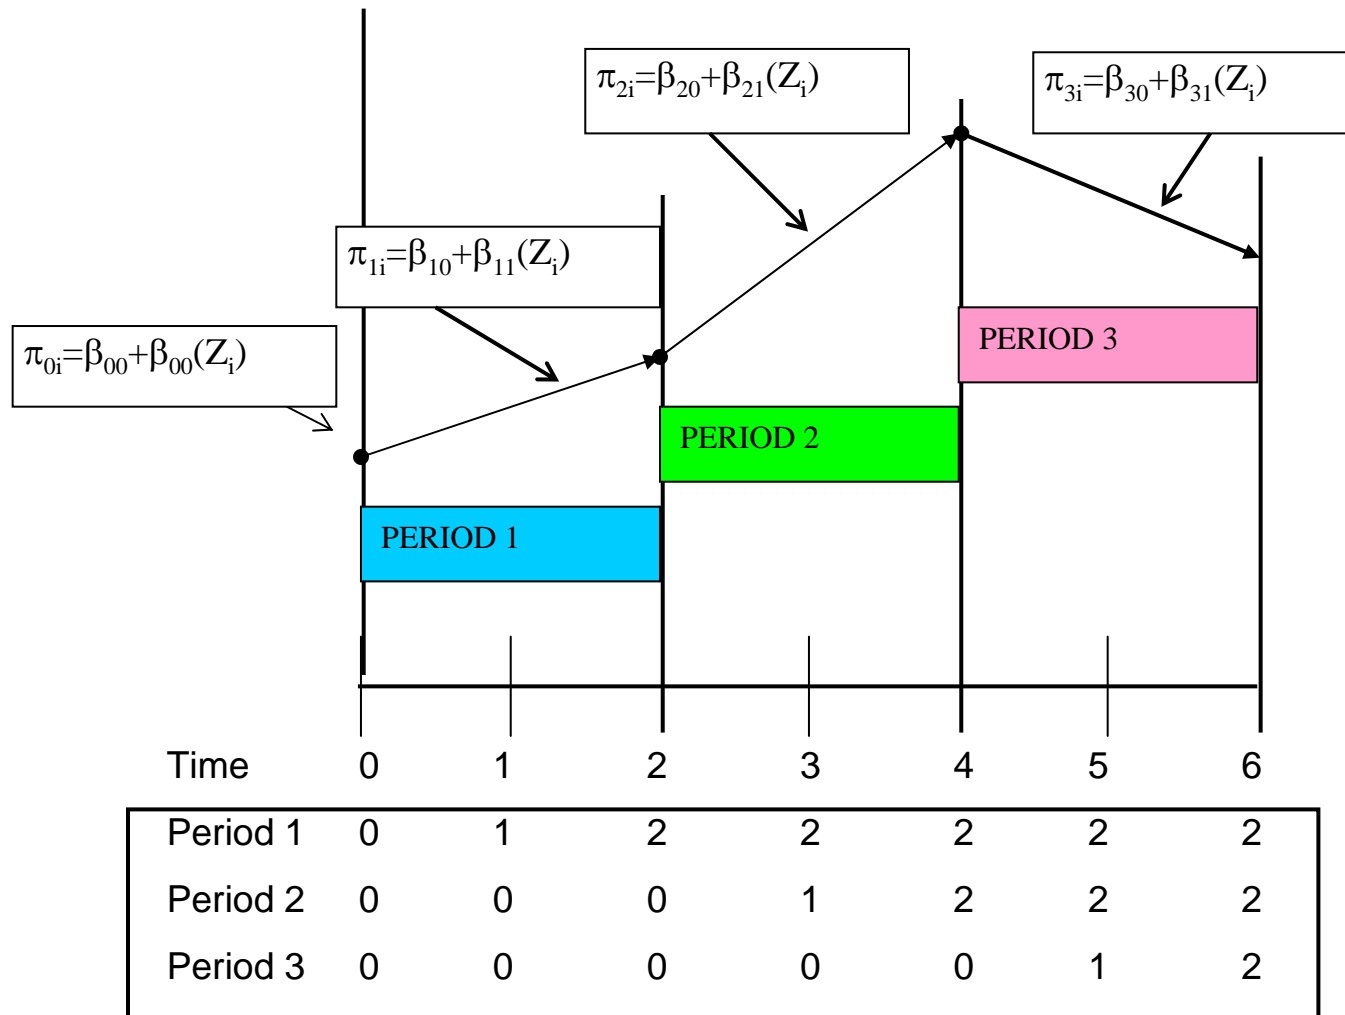 π2i=β20+β21(Zi)
π3i=β30+β31(Zi)
π1i=β10+β11(Zi)
π0i=β00+β00(Zi)
PERIOD 3
PERIOD 2
PERIOD 1
Time 0 1 2 3 4 5 6
Period 1 0 1 2 2 2 2 2
Period 2 0 0 0 1 2 2 2
Period 3 0 0 0 0 0 1 2